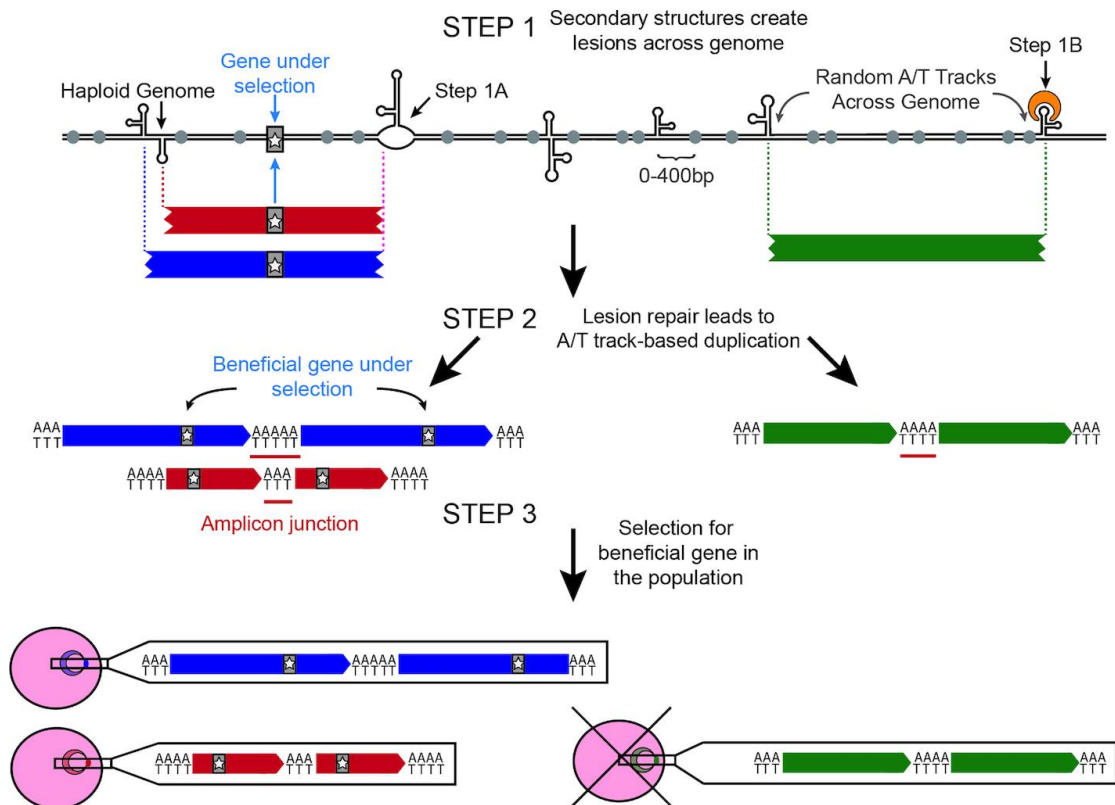 STEP 1
Secondary structures create
lesions across genome
Step 1B
Gene under
selection
Haploid Genome
Step 1A
Random A/T Tracks
Across Genome
0-400bp
STEP 2
Lesion repair leads to
A/T track-based duplication
Beneficial gene under
selection
AAA AAAAA AAA
TTT TTTTT TTT
AAA AAAA AAA
TTT TTTT TTT
AAAA AAA AAAA
TTTT TTT TTTT
Amplicon junction
STEP 3
Selection for
beneficial gene in
the population
AAA AAAAA AAA
TTT TTTTT TTT
AAAA AAA AAAA
TTTT TTT TTTT
AAA AAAA AAA
TTT TTTT TTT